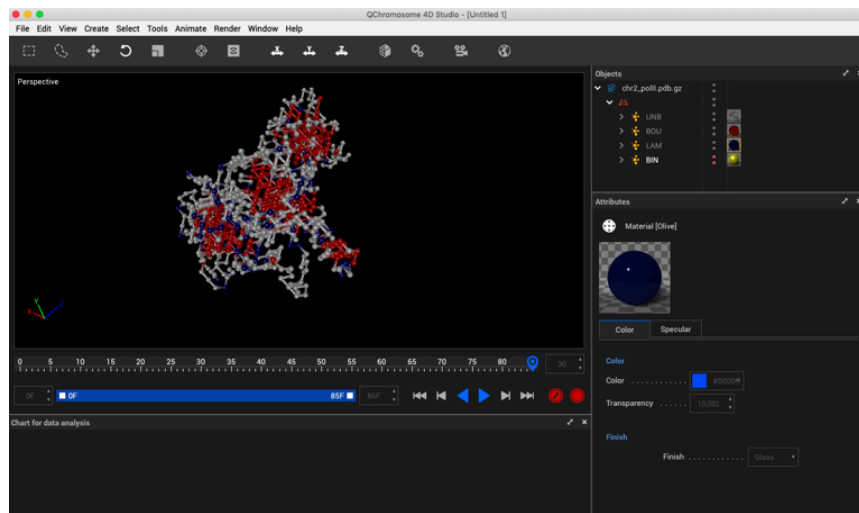 QChromosome 4D Studio - [Untitled 1]
File Edit View Create Select Tools Animate Render Window Help
X Y Z
Perspective
Y
X Z
0 5 10 15 20 25 30 35 40 45 50 55 60 65 70 75 80
0F 0F 85F 85F
Chart for data analysis
Objects
chr2_polII.pdb.gz
UNB
BOU
LAM
BIN
Attributes
Material [Olive]
Color Specular
Color
Color
Transparency
Finish
Finish Glass